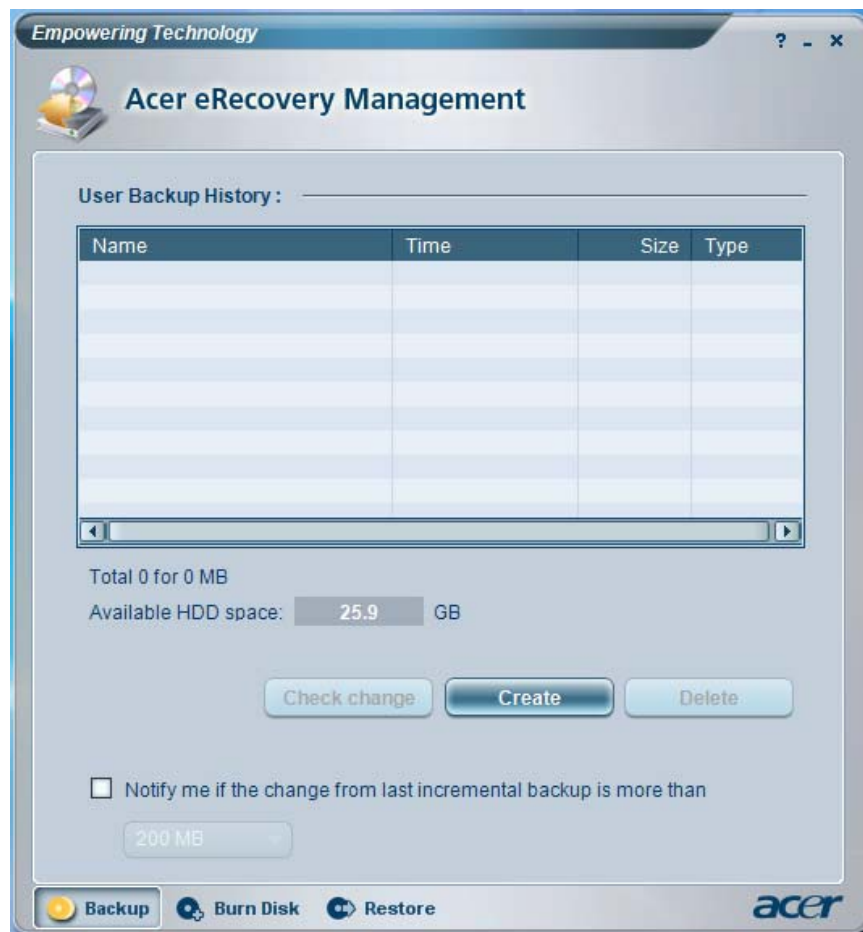 Empowering Technology
? - x
Acer eRecovery Management
User Backup History :
Name Time Size Type
Total 0 for 0 MB
Available HDD space: 25.9 GB
Check change Create Delete
Notify me if the change from last incremental backup is more than
200 MB
Backup Burn Disk Restore acer